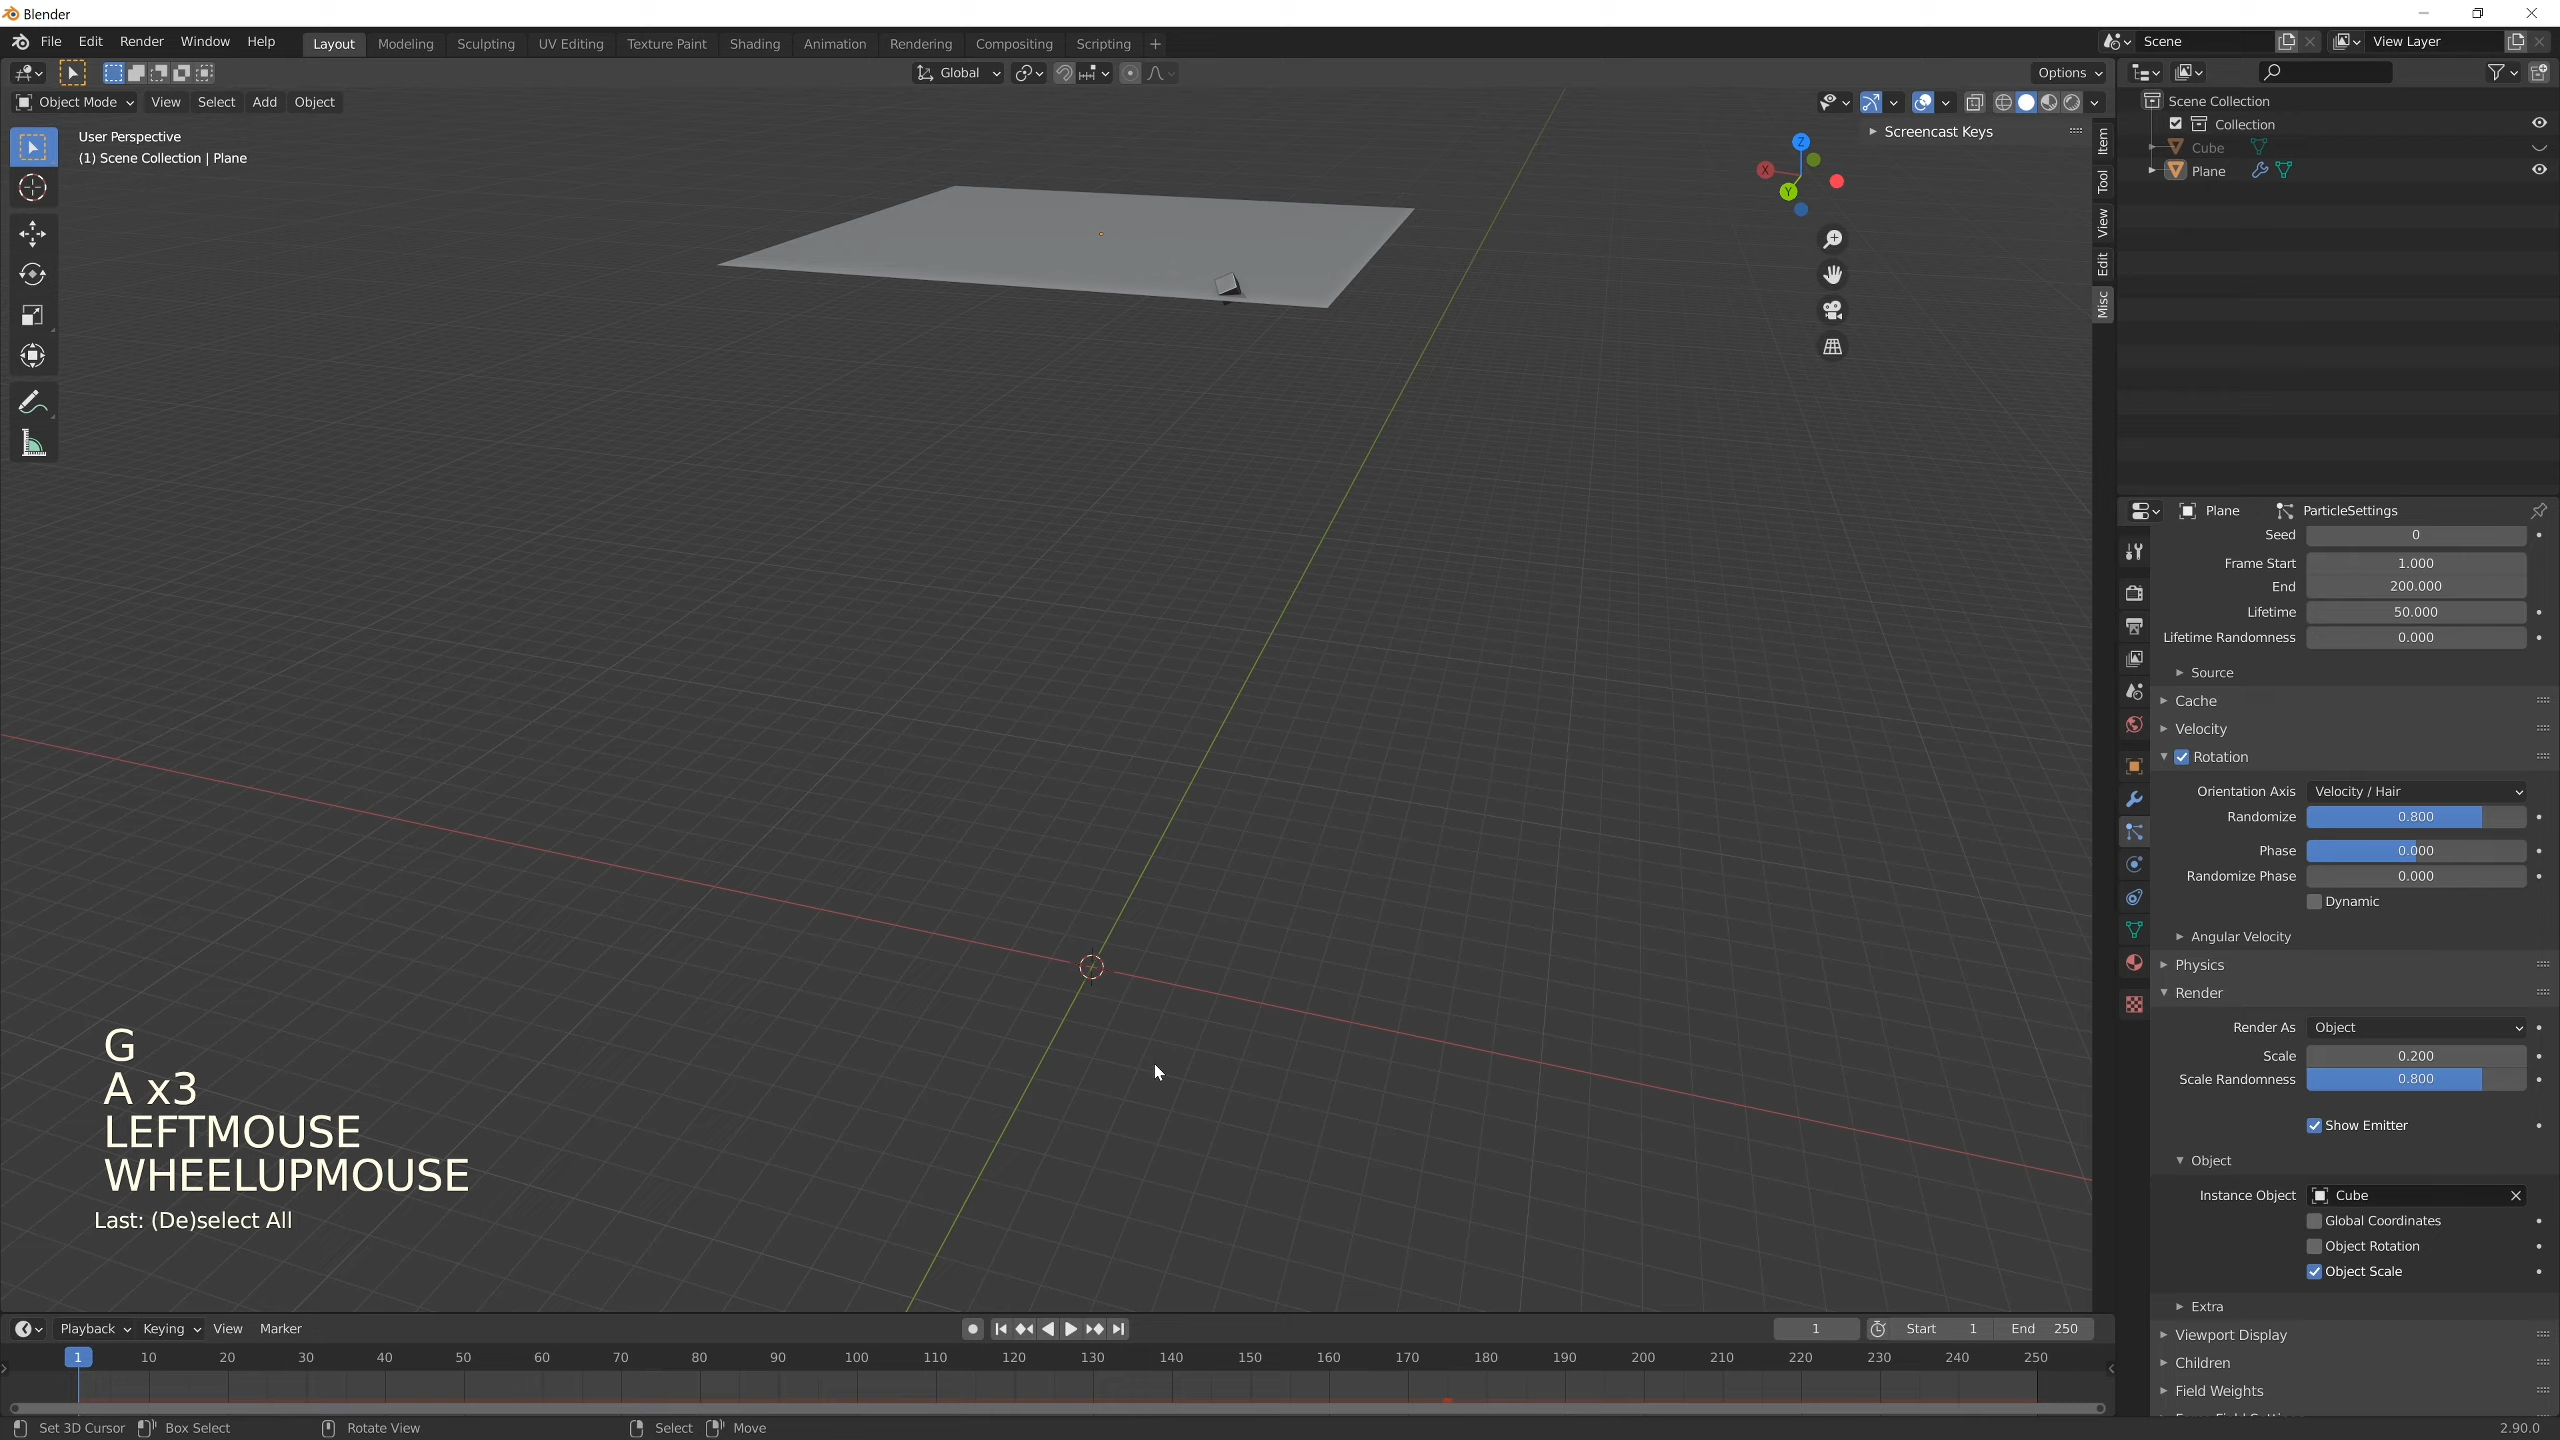 Blender
File Edit Render Window Help Layout Modeling Sculpting UV Editing Texture Paint Shading Animation Rendering Compositing Scripting + Scene View Layer
Global Options
Object Mode View Select Add Object
User Perspective
(1) Scene Collection | Plane
Screencast Keys
Z
X
Y
Item
Tool
View
Edit
Misc
Scene Collection
Collection
Cube
Plane
Plane ParticleSettings
Seed 0
Frame Start 1.000
End 200.000
Lifetime 50.000
Lifetime Randomness 0.000
Source
Cache
Velocity
Rotation
Orientation Axis Velocity / Hair
Randomize 0.800
Phase 0.000
Randomize Phase 0.000
Dynamic
Angular Velocity
Physics
Render
Render As Object
Scale 0.200
Scale Randomness 0.800
Show Emitter
Object
Instance Object Cube
Global Coordinates
Object Rotation
Object Scale
Extra
Viewport Display
Children
Field Weights
G
A x3
LEFTMOUSE
WHEELUPMOUSE
Last: (De)select All
Playback Keying View Marker 1 Start 1 End 250
1 10 20 30 40 50 60 70 80 90 100 110 120 130 140 150 160 170 180 190 200 210 220 230 240 250
Set 3D Cursor Box Select Rotate View Select Move 2.90.0